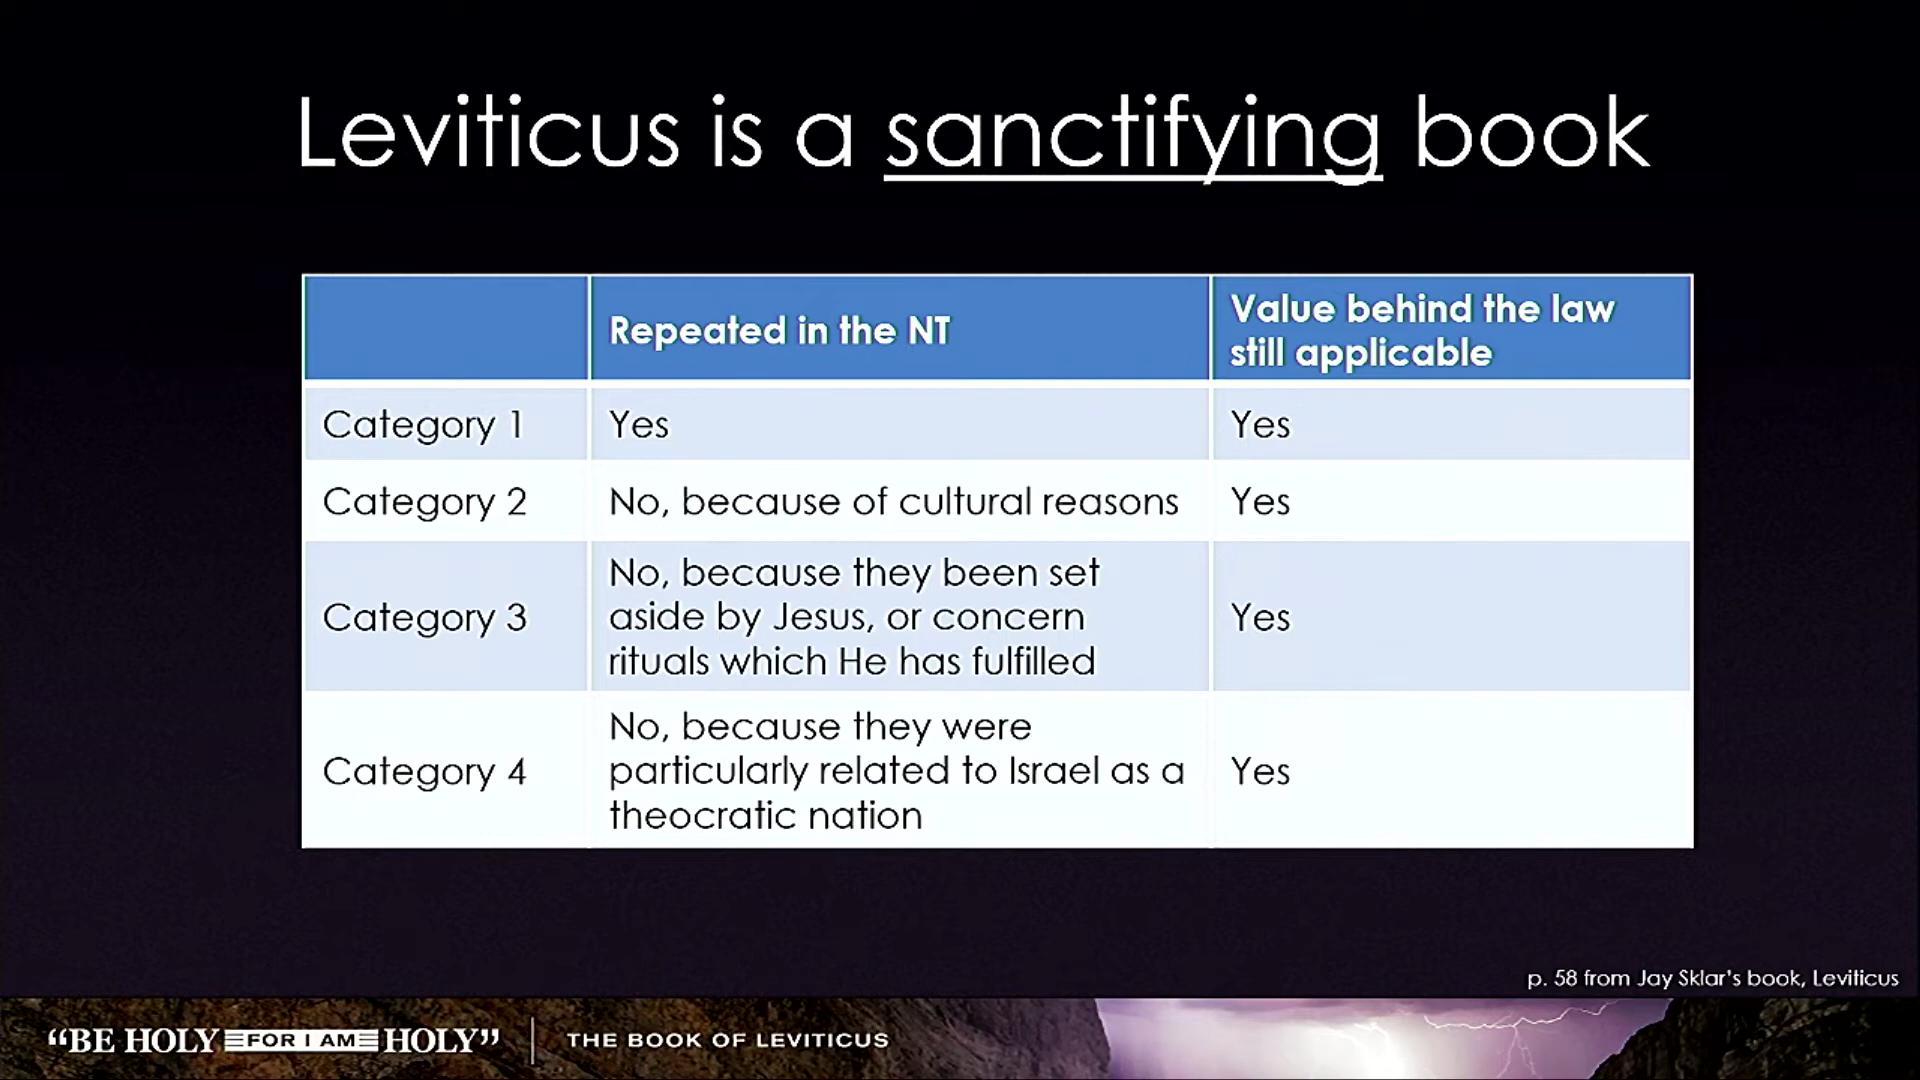 Leviticus is a sanctifying book
Repeated in the NT
Value behind the law
still applicable
Category 1
Yes
Yes
Category 2
No, because of cultural reasons
Yes
Category 3
No, because they been set
aside by Jesus, or concern
rituals which He has fulfilled
Yes
Category 4
No, because they were
particularly related to Israel as a
theocratic nation
Yes
p. 58 from Jay Sklar's book, Leviticus
“BE HOLY FOR I AM HOLY”
THE BOOK OF LEVITICUS